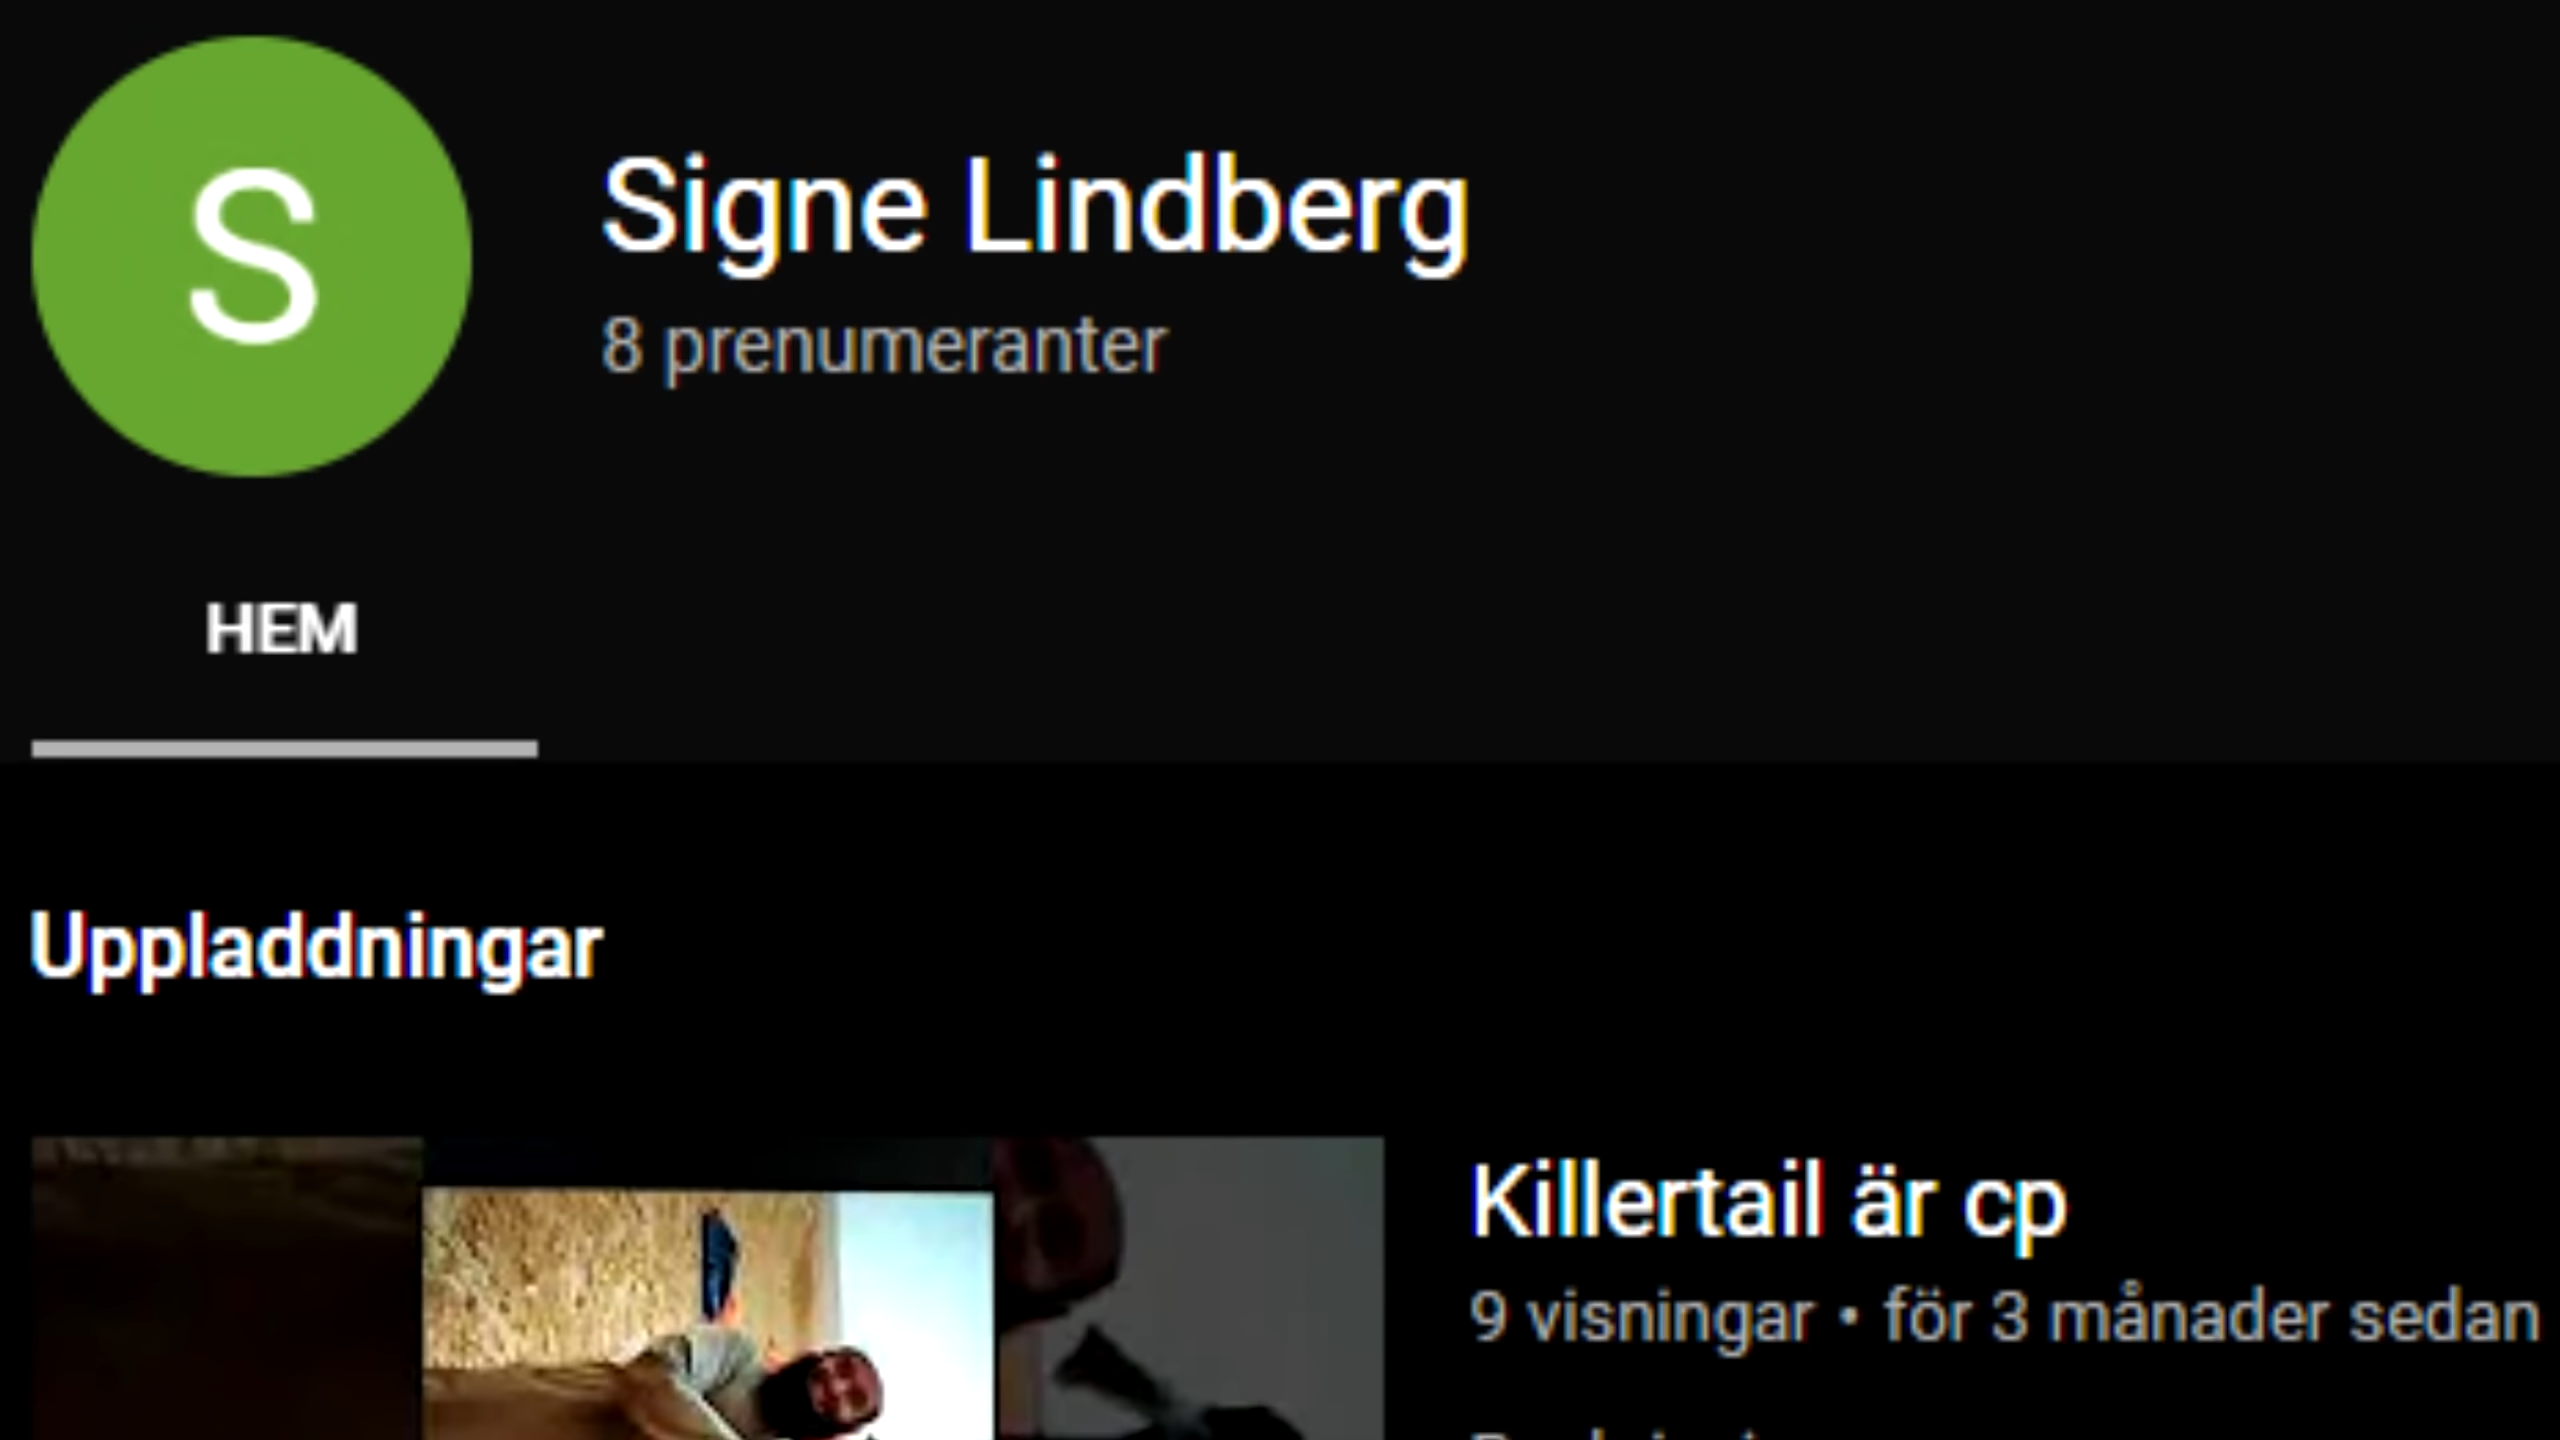 S
Signe Lindberg
8 prenumeranter
HEM
Uppladdningar
Killertail är cp
9 visningar • för 3 månader sedan